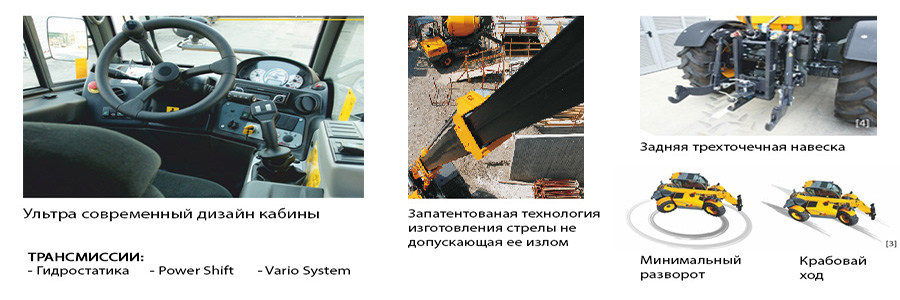 Ультра современный дизайн кабины
ТРАНСМИССИИ:
- Гидростатика - Power Shift - Vario System
Запатентованая технология
изготовления стрелы не
допускающая ее излом
[4]
Задняя трехточечная навеска
[3]
Минимальный
разворот
Крабовай
ход